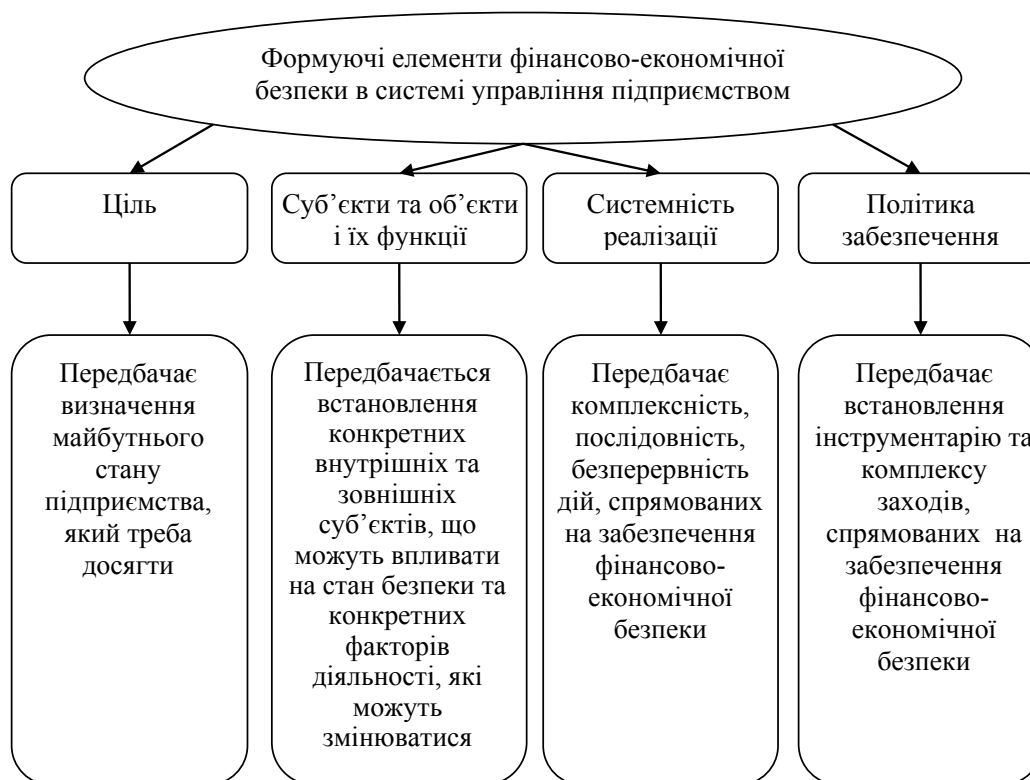 Формуючі елементи фінансово-економічної
безпеки в системі управління підприємством
Ціль
Суб’єкти та об’єкти
і їх функції
Системність
реалізації
Політика
забезпечення
Передбачає
визначення
майбутнього
стану
підприємства,
який треба
досягти
Передбачається
встановлення
конкретних
внутрішніх та
зовнішніх
суб’єктів, що
можуть впливати
на стан безпеки та
конкретних
факторів
діяльності, які
можуть
змінюватися
Передбачає
комплексність,
послідовність,
безперервність
дій, спрямованих
на забезпечення
фінансово-
економічної
безпеки
Передбачає
встановлення
інструментарію та
комплексу
заходів,
спрямованих на
забезпечення
фінансово-
економічної
безпеки